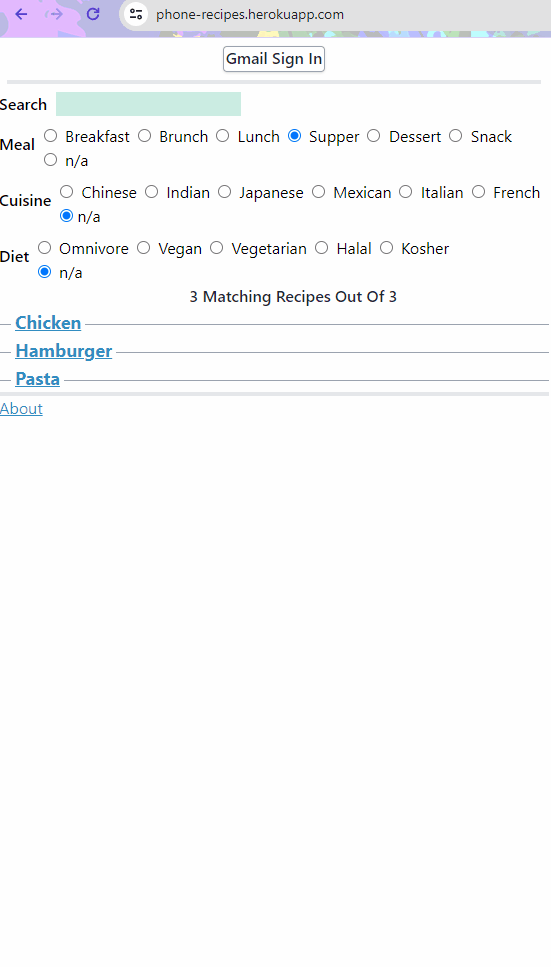 phone-recipes.herokuapp.com
Gmail Sign In
Search
Meal Breakfast Brunch Lunch Supper Dessert Snack
n/a
Cuisine Chinese Indian Japanese Mexican Italian French
n/a
Diet Omnivore Vegan Vegetarian Halal Kosher
n/a
3 Matching Recipes Out Of 3
Chicken
Hamburger
Pasta
About